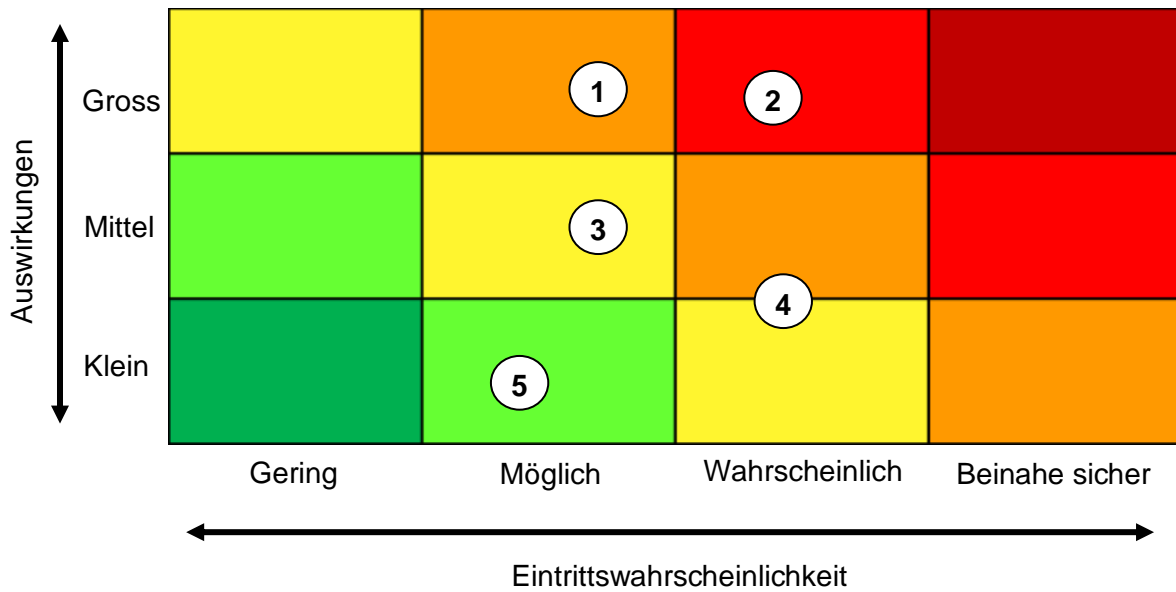 Auswirkungen
Gross
1
2
Mittel
3
4
Klein
5
Gering
Möglich
Wahrscheinlich
Beinahe sicher
Eintrittswahrscheinlichkeit